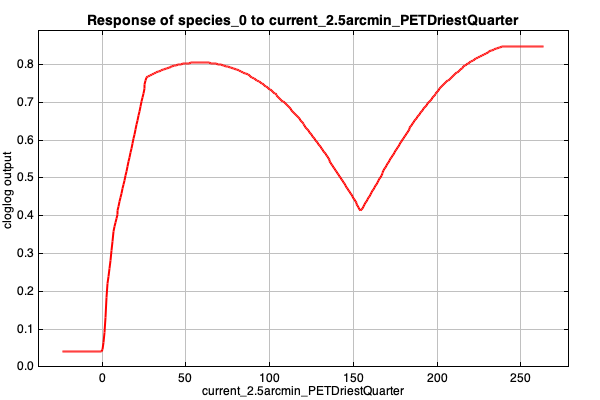 Response of species_0 to current_2.5arcmin_PETDriestQuarter
cloglog output
0.8
0.7
0.6
0.5
0.4
0.3
0.2
0.1
0.0
0 50 100 150 200 250
current_2.5arcmin_PETDriestQuarter